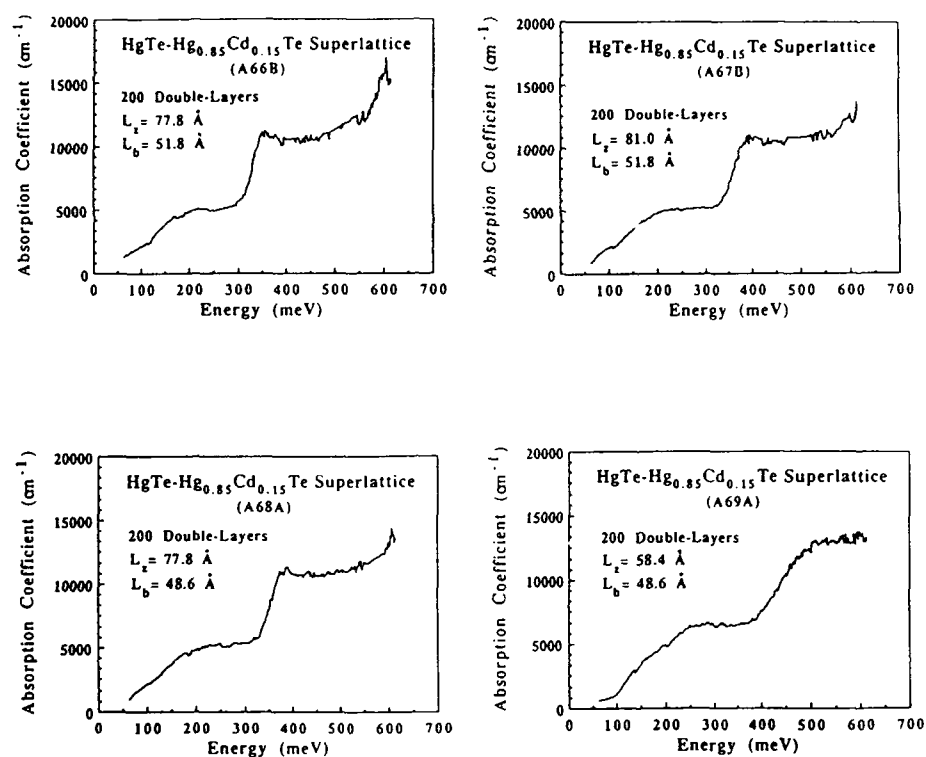 HgTe-Hg0.85Cd0.15Te Superlattice
(A66B)
200 Double-Layers
Lz= 77.8 Å
Lb= 51.8 Å
Absorption Coefficient (cm-1)
20000
15000
10000
5000
0
0 100 200 300 400 500 600 700
Energy (meV)
HgTe-Hg0.85Cd0.15Te Superlattice
(A67B)
200 Double-Layers
Lz= 81.0 Å
Lb= 51.8 Å
Absorption Coefficient (cm-1)
20000
15000
10000
5000
0
0 100 200 300 400 500 600 700
Energy (meV)
HgTe-Hg0.85Cd0.15Te Superlattice
(A68A)
200 Double-Layers
Lz= 77.8 Å
Lb= 48.6 Å
Absorption Coefficient (cm-1)
20000
15000
10000
5000
0
0 100 200 300 400 500 600 700
Energy (meV)
HgTe-Hg0.85Cd0.15Te Superlattice
(A69A)
200 Double-Layers
Lz= 58.4 Å
Lb= 48.6 Å
Absorption Coefficient (cm-1)
20000
15000
10000
5000
0
0 100 200 300 400 500 600 700
Energy (meV)